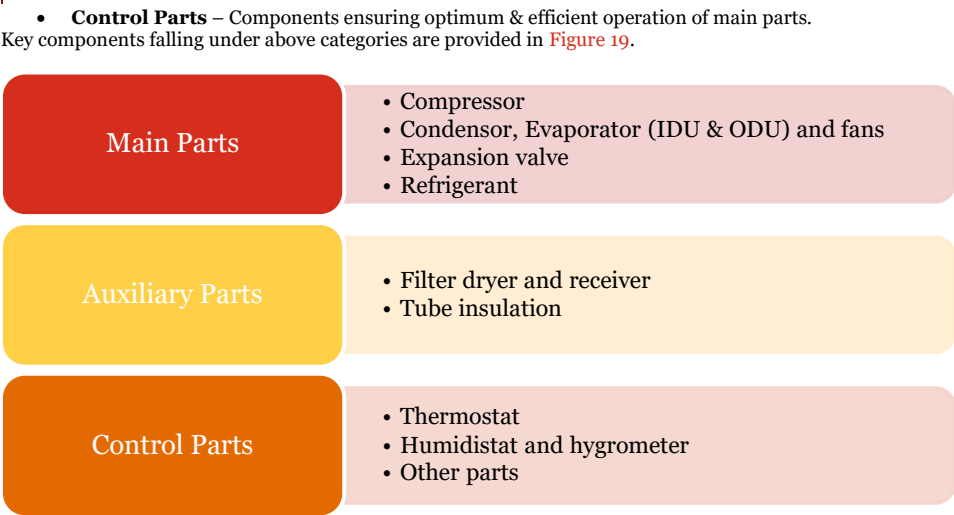 • Control Parts – Components ensuring optimum & efficient operation of main parts.
Key components falling under above categories are provided in Figure 19.
Main Parts
• Compressor
• Condensor, Evaporator (IDU & ODU) and fans
• Expansion valve
• Refrigerant
Auxiliary Parts
• Filter dryer and receiver
• Tube insulation
Control Parts
• Thermostat
• Humidistat and hygrometer
• Other parts